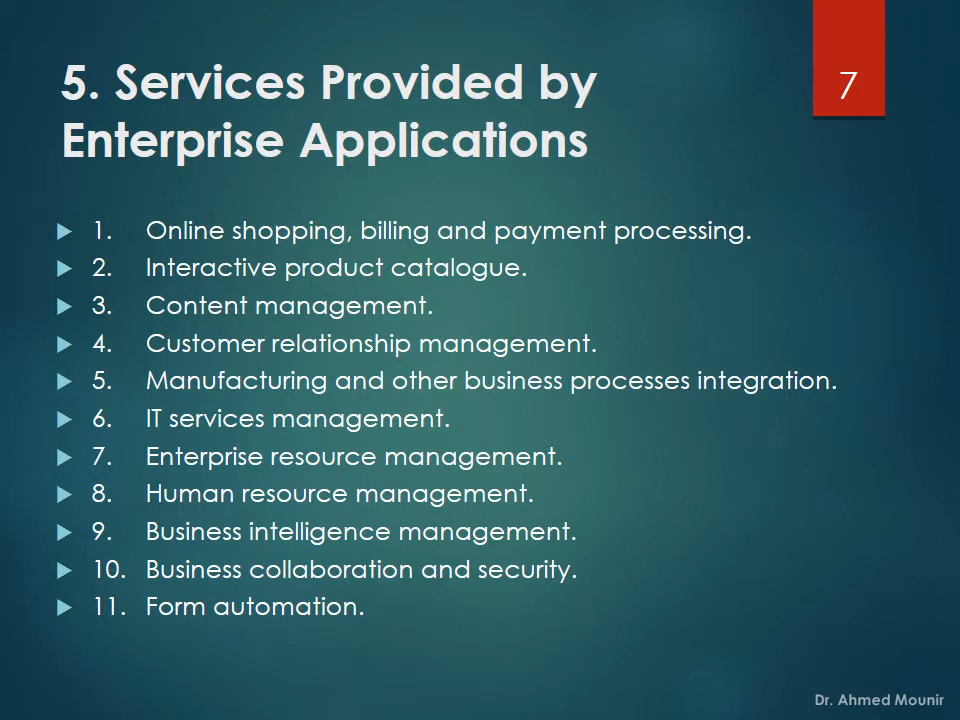 5. Services Provided by
Enterprise Applications
7
1. Online shopping, billing and payment processing.
2. Interactive product catalogue.
3. Content management.
4. Customer relationship management.
5. Manufacturing and other business processes integration.
6. IT services management.
7. Enterprise resource management.
8. Human resource management.
9. Business intelligence management.
10. Business collaboration and security.
11. Form automation.
Dr. Ahmed Mounir